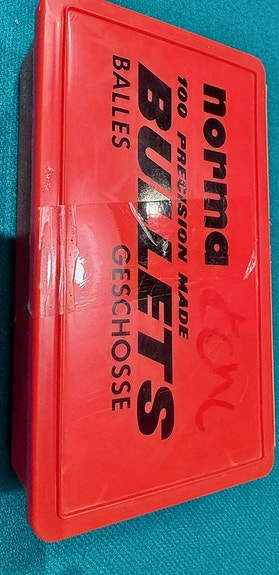 norma
100 PRECISION MADE
BULLETS
BALLES GESCHOSSE